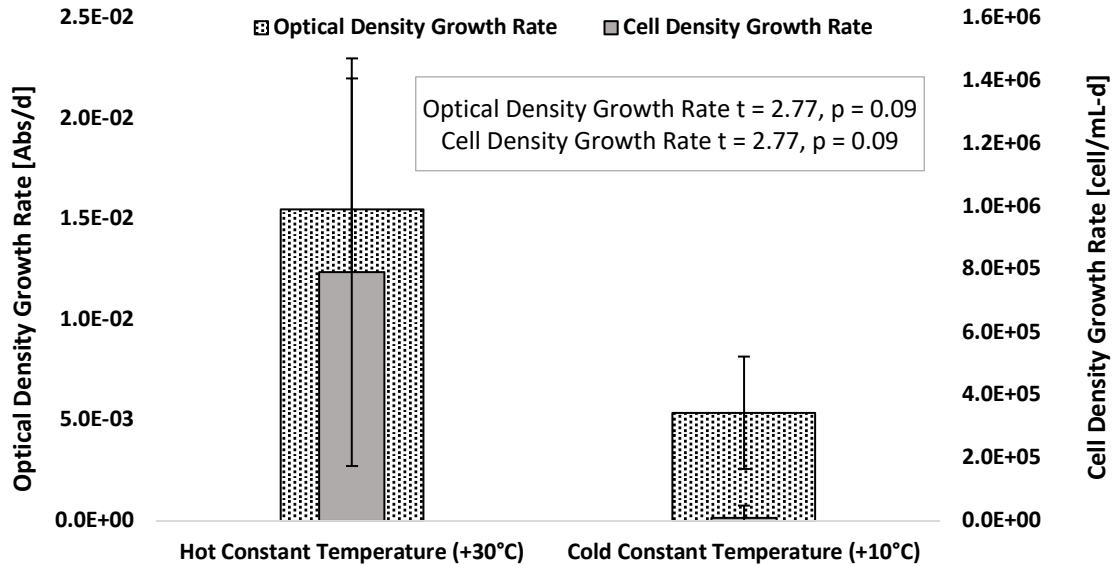 Optical Density Growth Rate
Cell Density Growth Rate
Optical Density Growth Rate [Abs/d]
2.5E-02
2.0E-02
1.5E-02
1.0E-02
5.0E-03
0.0E+00
Optical Density Growth Rate t = 2.77, p = 0.09
Cell Density Growth Rate t = 2.77, p = 0.09
1.6E+06
1.4E+06
1.2E+06
1.0E+06
8.0E+05
6.0E+05
4.0E+05
2.0E+05
0.0E+00
Cell Density Growth Rate [cell/mL-d]
Hot Constant Temperature (+30°C)
Cold Constant Temperature (+10°C)